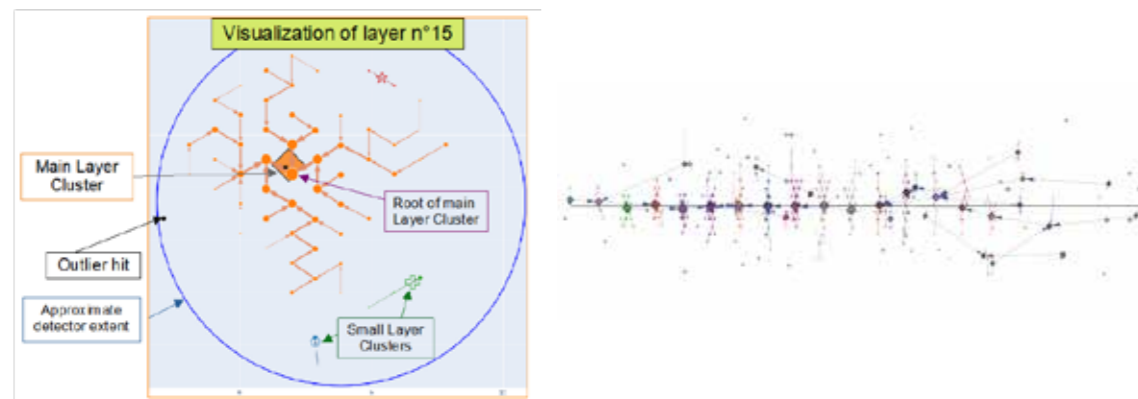 Visualization of layer n°15
Main Layer
Cluster
Root of main
Layer Cluster
Outlier hit
Approximate
detector extent
Small Layer
Clusters